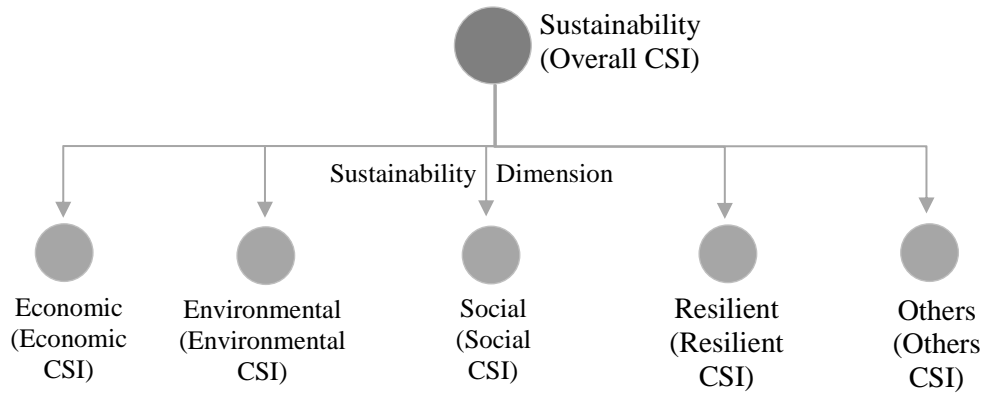 Sustainability
(Overall CSI)
Sustainability Dimension
Economic
(Economic
CSI)
Environmental
(Environmental
CSI)
Social
(Social
CSI)
Resilient
(Resilient
CSI)
Others
(Others
CSI)